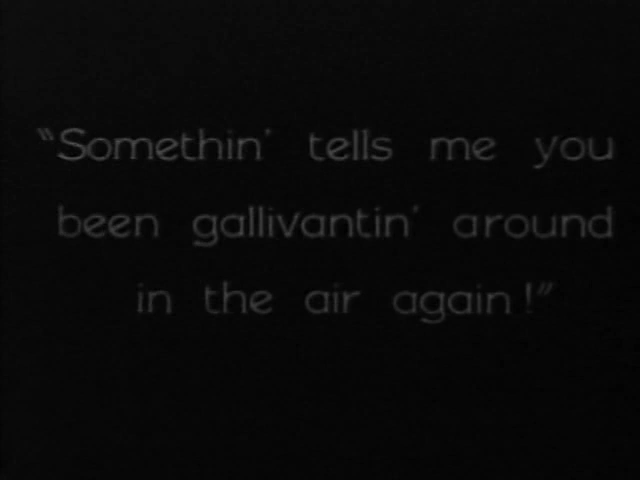 “Somethin’ tells me you
been gallivantin’ around
in the air again!”